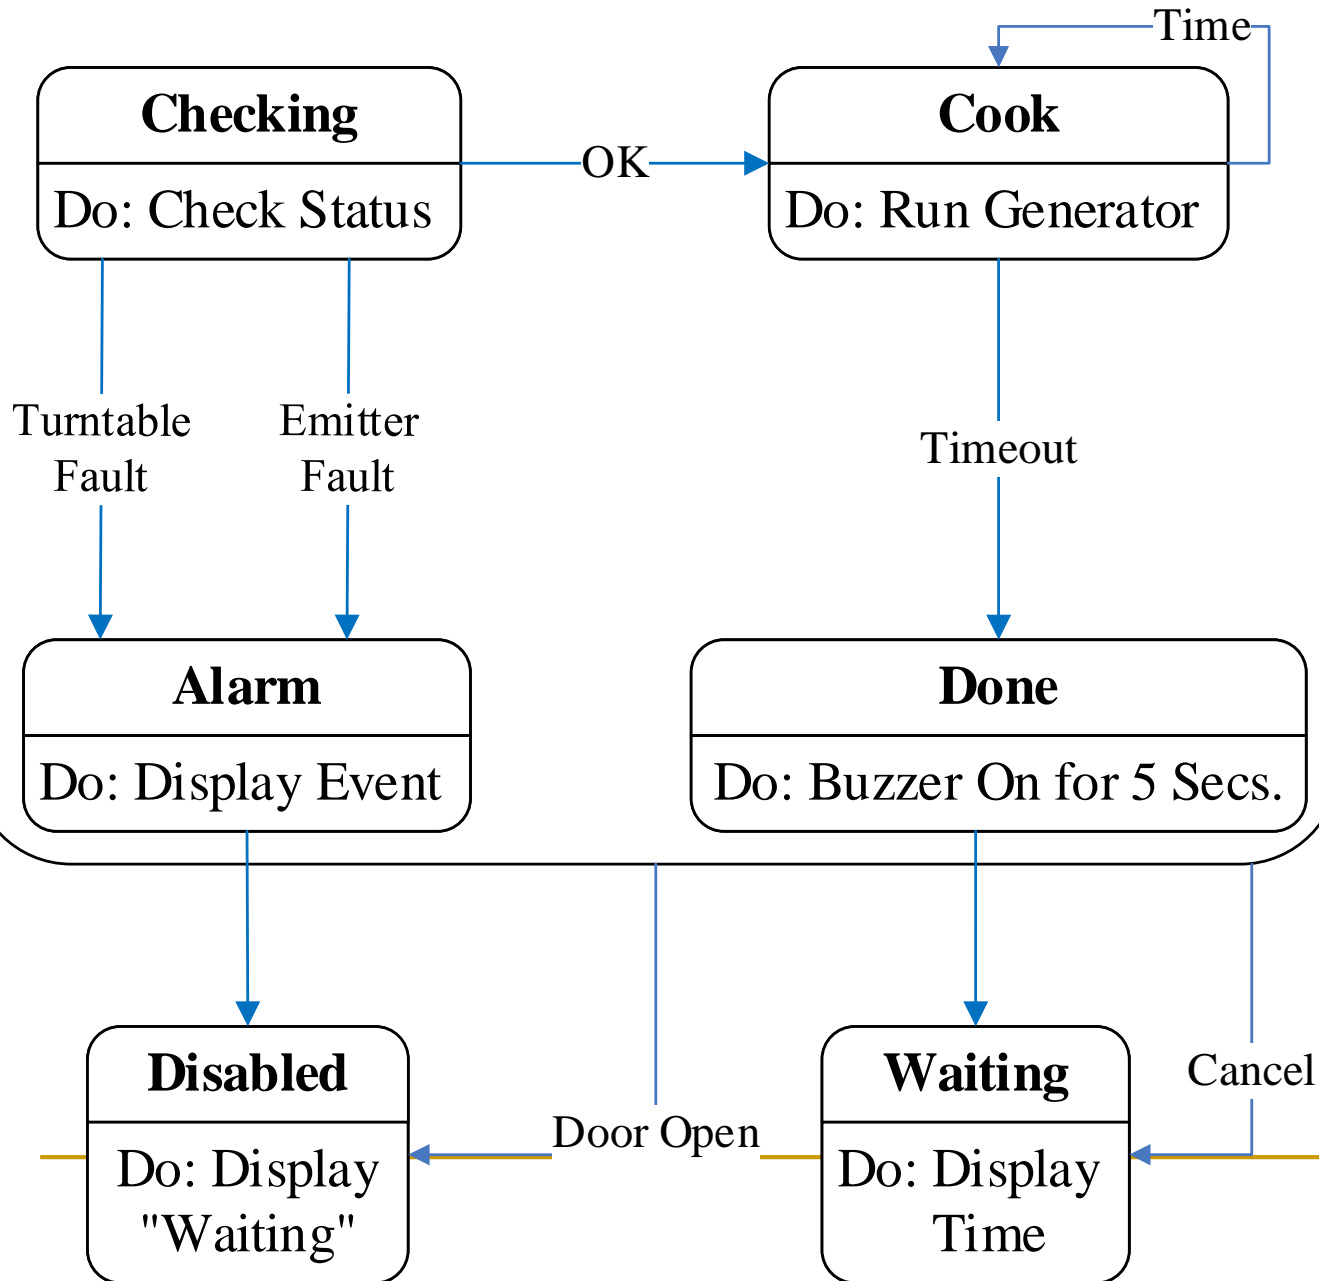 Time
Checking
Do: Check Status
OK
Cook
Do: Run Generator
Turntable
Fault
Emitter
Fault
Timeout
Alarm
Do: Display Event
Done
Do: Buzzer On for 5 Secs.
Disabled
Do: Display
"Waiting"
Door Open
Waiting
Do: Display
Time
Cancel